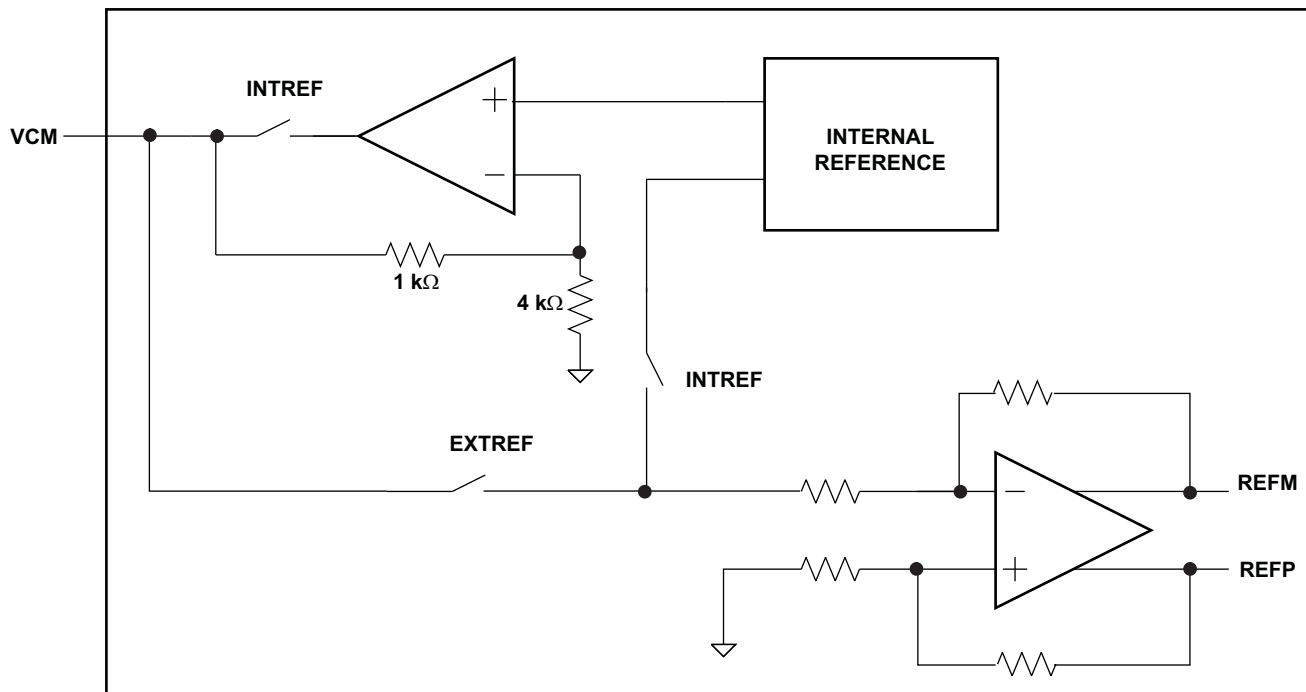 INTREF
VCM
+
−
INTERNAL
REFERENCE
1 kΩ
4 kΩ
INTREF
EXTREF
−
REFM
+
REFP